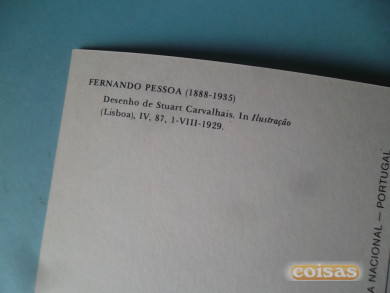 FERNANDO PESSOA (1888-1935)
Desenho de Stuart Carvalhais. In Ilustração
(Lisboa), IV, 87, 1-VIII-1929.
A NACIONAL — PORTUGAL
coisas